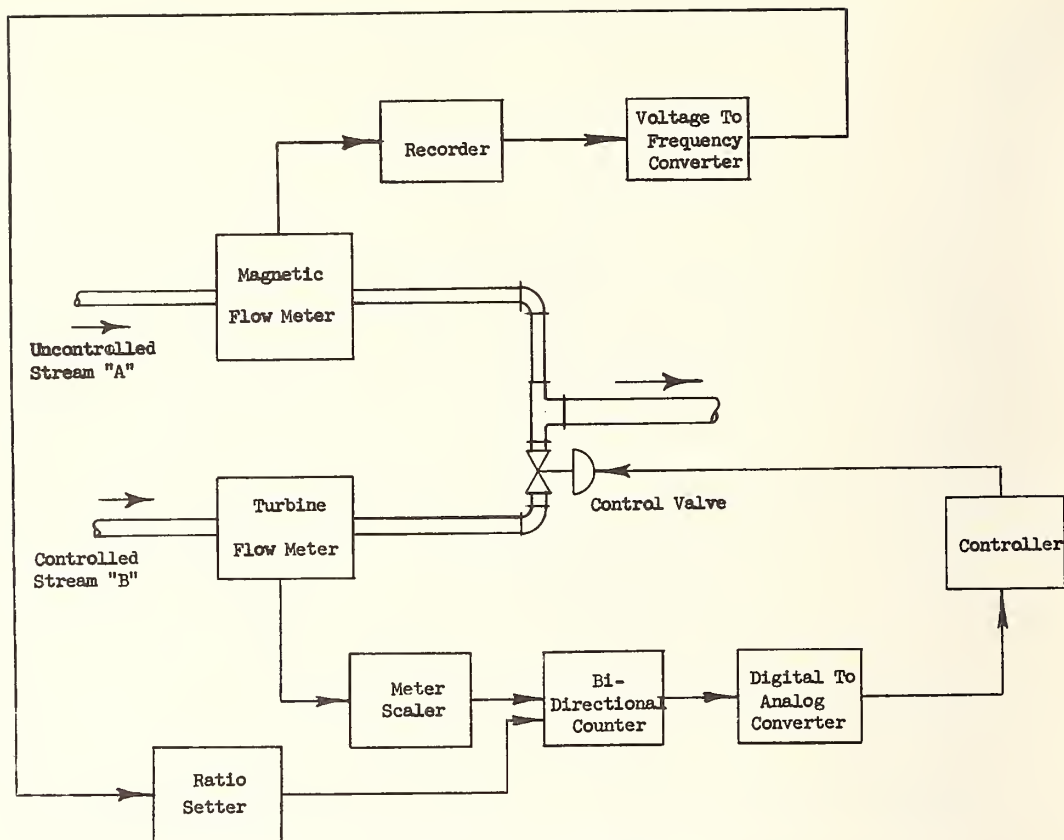 Voltage To
Frequency
Converter
Recorder
Magnetic
Flow Meter
Uncontrolled
Stream "A"
Turbine
Flow Meter
Control Valve
Controller
Controlled
Stream "B"
Meter
Scaler
Bi-
Directional
Counter
Digital To
Analog
Converter
Ratio
Setter